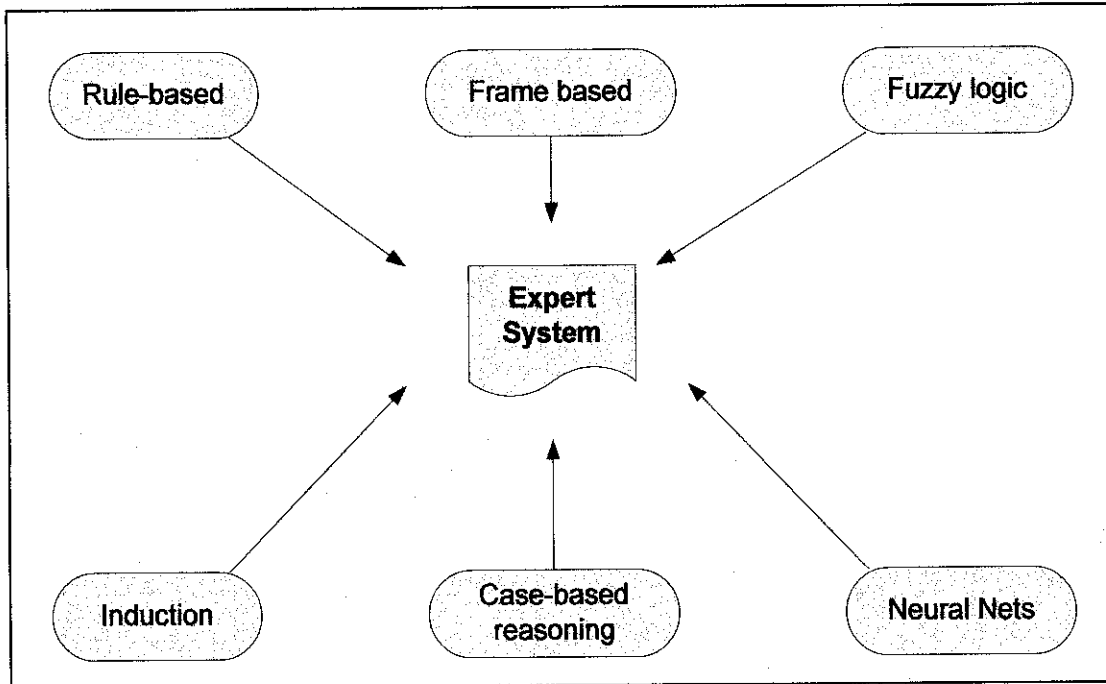 Rule-based
Frame based
Fuzzy logic
Expert
System
Induction
Case-based
reasoning
Neural Nets